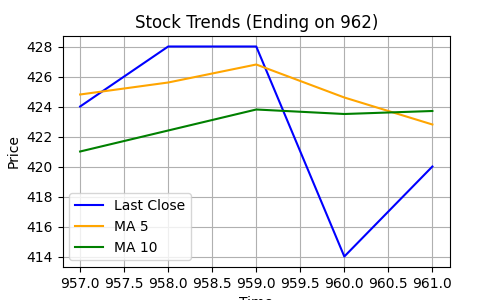 Stock Trends (Ending on 962)
Price
428
426
424
422
420
418
416
414
Last Close
MA 5
MA 10
957.0 957.5 958.0 958.5 959.0 959.5 960.0 960.5 961.0
Time